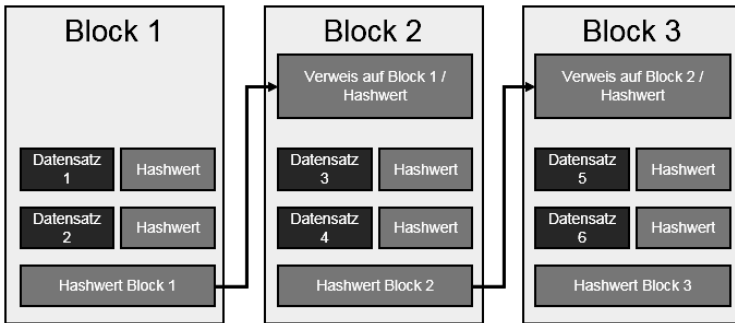 Block 1
Datensatz
1
Hashwert
Datensatz
2
Hashwert
Hashwert Block 1
Block 2
Verweis auf Block 1 /
Hashwert
Datensatz
3
Hashwert
Datensatz
4
Hashwert
Hashwert Block 2
Block 3
Verweis auf Block 2 /
Hashwert
Datensatz
5
Hashwert
Datensatz
6
Hashwert
Hashwert Block 3